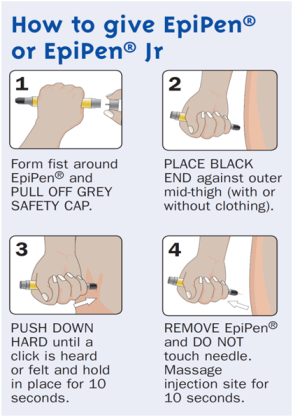 How to give EpiPen®
or EpiPen® Jr
1
Form fist around
EpiPen® and
PULL OFF GREY
SAFETY CAP.
2
PLACE BLACK
END against outer
mid-thigh (with or
without clothing).
3
PUSH DOWN
HARD until a
click is heard
or felt and hold
in place for 10
seconds.
4
REMOVE EpiPen®
and DO NOT
touch needle.
Massage
injection site for
10 seconds.